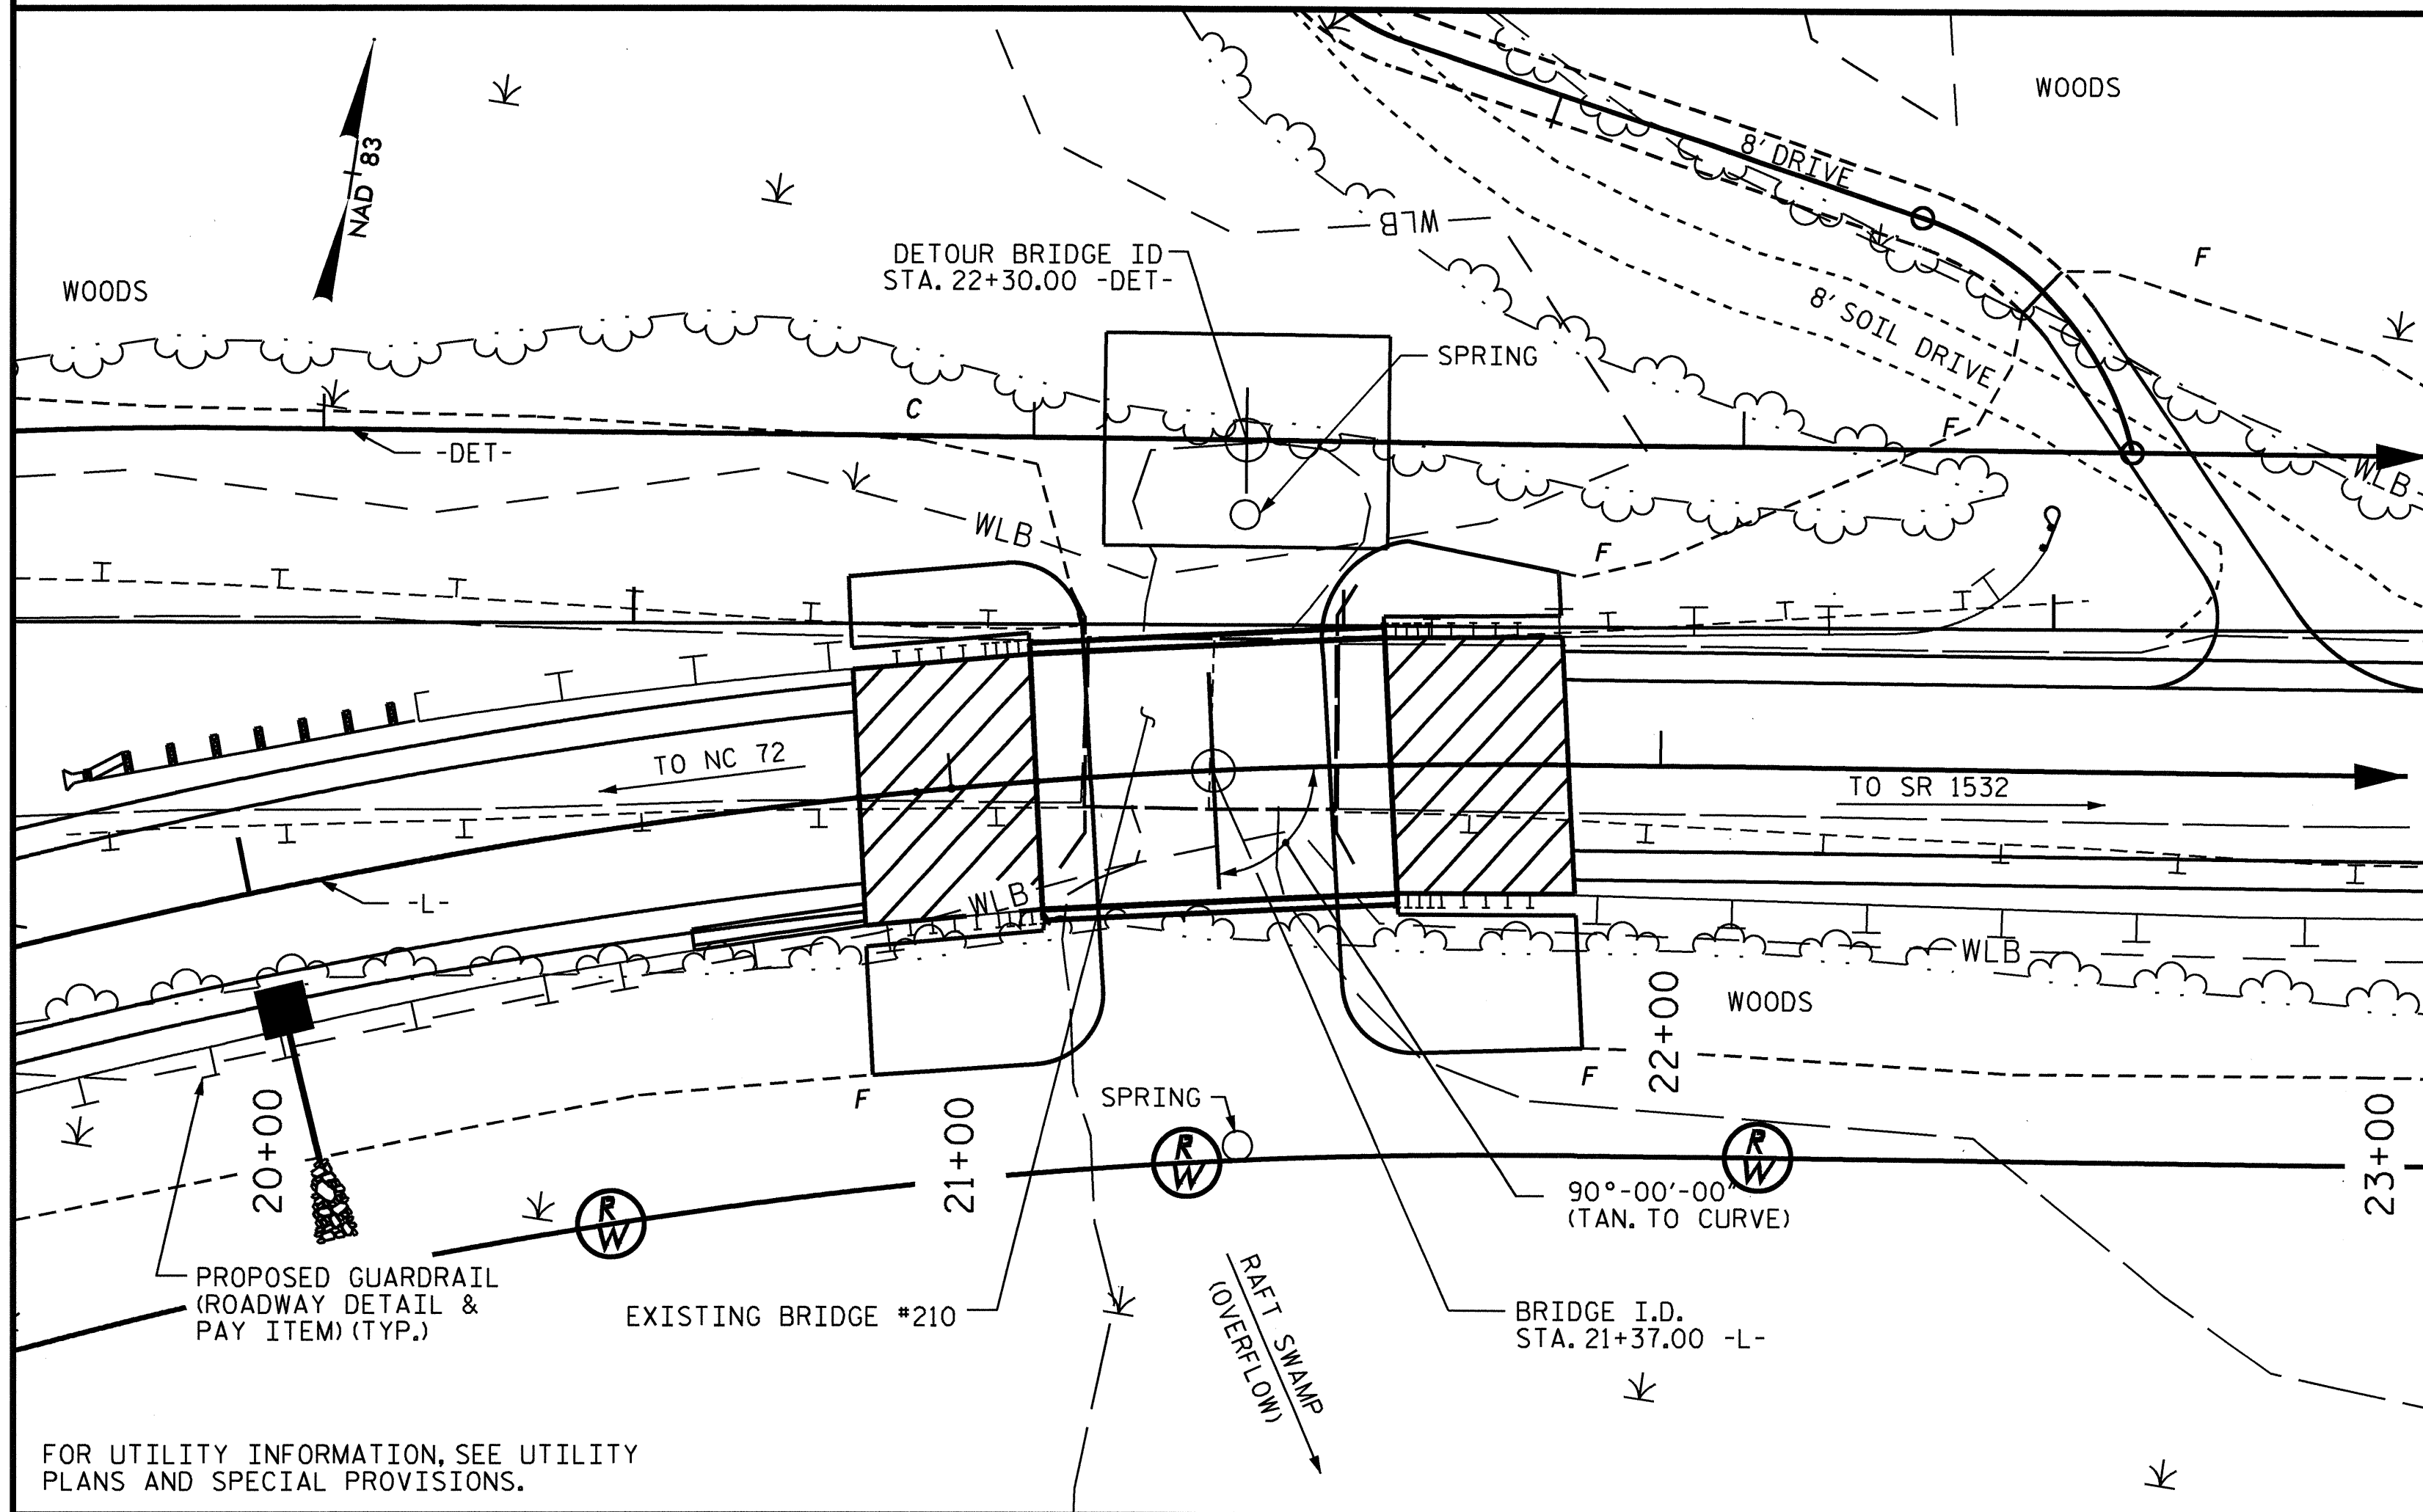 WOODS
8' DRIVE
NAD 83
WLB
DETOUR BRIDGE ID
STA. 22+30.00 -DET-
F
WOODS
8' SOIL DRIVE
SPRING
C
-DET-
F
WLB
WLB
F
TO NC 72
TO SR 1532
-L-
WLB
WLB
WOODS
22+00
F
F
20+00
21+00
SPRING
R
W
R
W
R
W
23+00
90°-00'-00"
(TAN. TO CURVE)
PROPOSED GUARDRAIL
(ROADWAY DETAIL &
PAY ITEM) (TYP.)
EXISTING BRIDGE #210
RAFT SWAMP
(OVERFLOW)
BRIDGE I.D.
STA. 21+37.00 -L-
FOR UTILITY INFORMATION, SEE UTILITY
PLANS AND SPECIAL PROVISIONS.